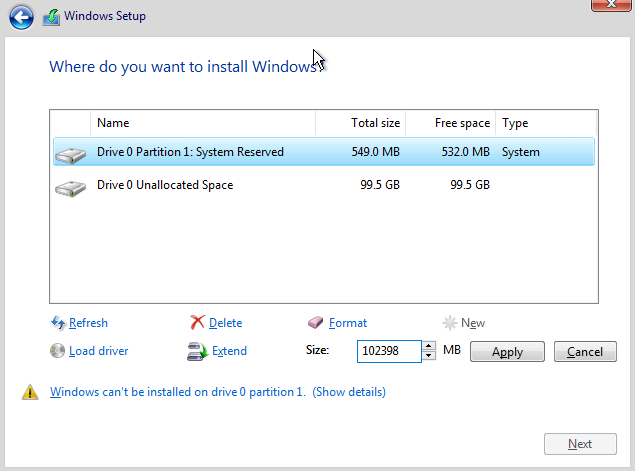 Windows Setup
Where do you want to install Windows?
Name Total size Free space Type
Drive 0 Partition 1: System Reserved 549.0 MB 532.0 MB System
Drive 0 Unallocated Space 99.5 GB 99.5 GB
Refresh Delete Format New
Load driver Extend Size: 102398 MB Apply Cancel
Windows can't be installed on drive 0 partition 1. (Show details)
Next